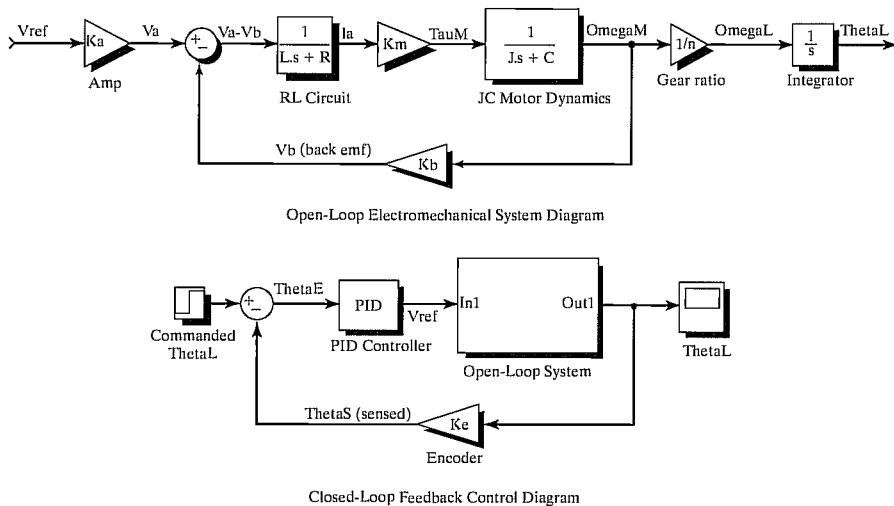 Vref
Ka
Amp
Va
+
−
Va-Vb
1
L.s + R
RL Circuit
Ia
Km
TauM
1
J.s + C
JC Motor Dynamics
OmegaM
1/n
Gear ratio
OmegaL
1
s
Integrator
ThetaL
Vb (back emf)
Kb
Open-Loop Electromechanical System Diagram
Commanded
ThetaL
+
−
ThetaE
PID
PID Controller
Vref
In1
Out1
Open-Loop System
ThetaL
ThetaS (sensed)
Ke
Encoder
Closed-Loop Feedback Control Diagram